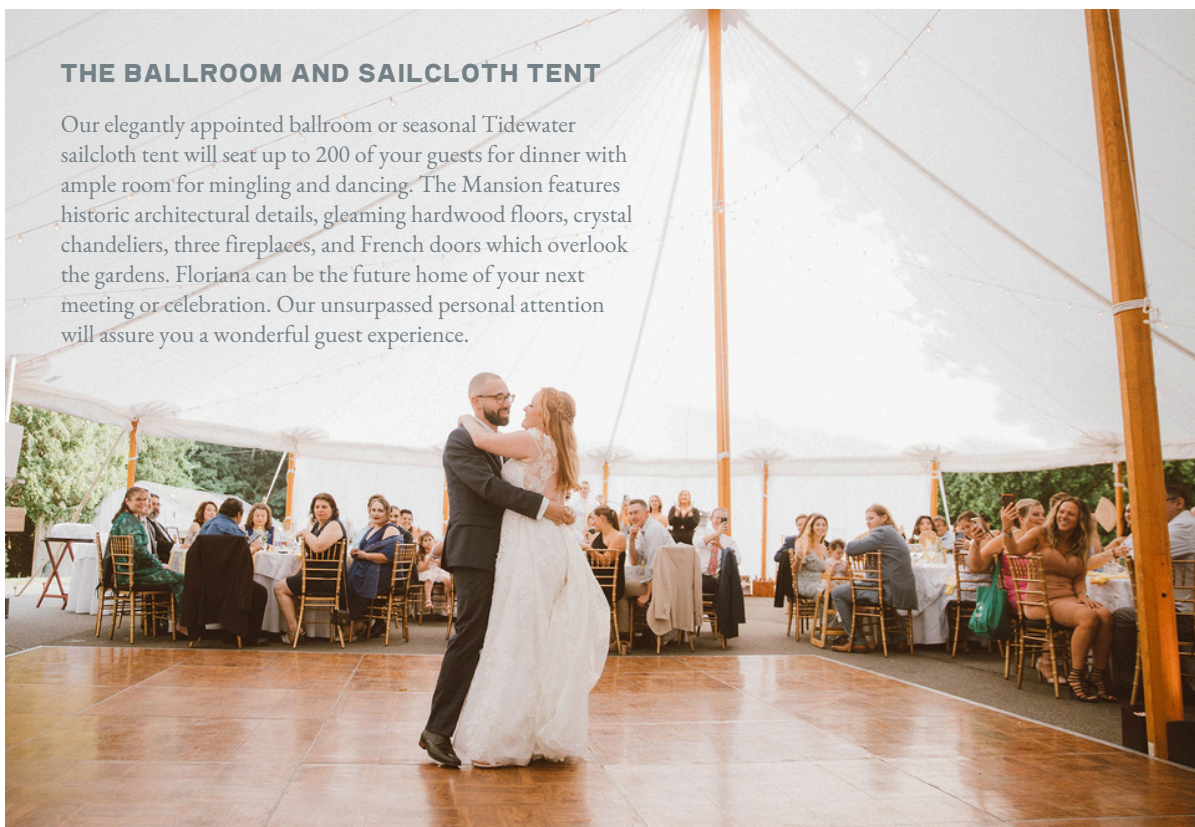 THE BALLROOM AND SAILCLOTH TENT
Our elegantly appointed ballroom or seasonal Tidewater
sailcloth tent will seat up to 200 of your guests for dinner with
ample room for mingling and dancing. The Mansion features
historic architectural details, gleaming hardwood floors, crystal
chandeliers, three fireplaces, and French doors which overlook
the gardens. Floriana can be the future home of your next
meeting or celebration. Our unsurpassed personal attention
will assure you a wonderful guest experience.